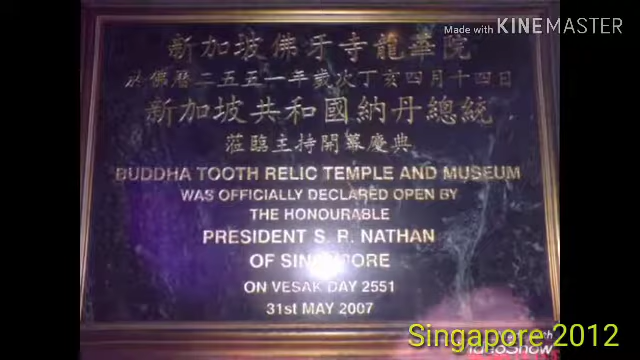 Made with KINEMASTER
新加坡佛牙寺龍華院
於佛曆二五五一年歲次丁亥四月十四日
新加坡共和國納丹總統
蒞臨主持開幕慶典
BUDDHA TOOTH RELIC TEMPLE AND MUSEUM
WAS OFFICIALLY DECLARED OPEN BY
THE HONOURABLE
PRESIDENT S. R. NATHAN
OF SINGAPORE
ON VESAK DAY 2551
31st MAY 2007
Singapore 2012